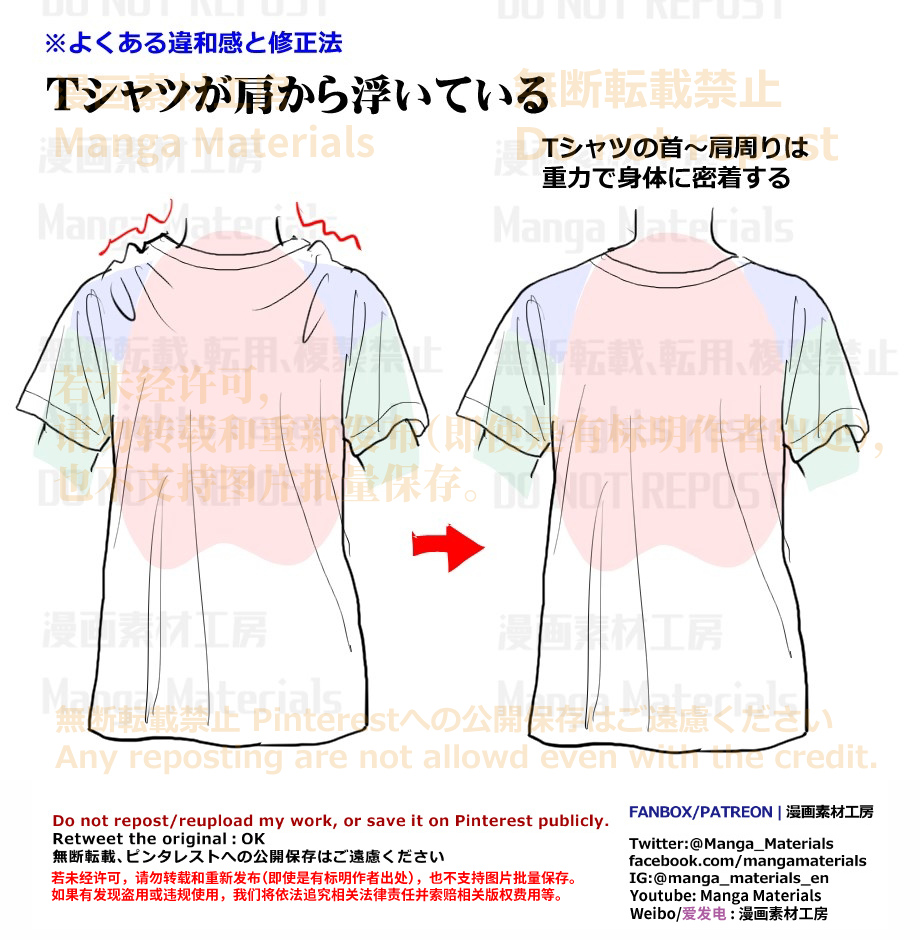 DO NOT REPOST
DO NOT REPOST
※よくある違和感と修正法
Tシャツが肩から浮いている
無断転載禁止
Manga Materials
Do not repost
漫画素材工房
漫画素材工房
Tシャツの首～肩周りは
重力で身体に密着する
Manga Materials
Manga Materials
無断転載、転用、複製禁止
無断転載、転用、複製禁止
若未经许可，
请勿转载和重新发布(即使是有标明作者出处)，
也不支持图片批量保存。
DO NOT REPOST
DO NOT REPOST
漫画素材工房
漫画素材工房
Manga Materials
Manga Materials
無断転載禁止 Pinterestへの公開保存はご遠慮ください
Any reposting are not allowd even with the credit.
Do not repost/reupload my work, or save it on Pinterest publicly.
Retweet the original : OK
無断転載、ピンタレストへの公開保存はご遠慮ください
若未经许可，请勿转载和重新发布(即使是有标明作者出处)，也不支持图片批量保存。
如果有发现盗用或违规使用，我们将依法追究相关法律责任并索赔相关版权费用等。
FANBOX/PATREON | 漫画素材工房
Twitter:@Manga_Materials
facebook.com/mangamaterials
IG:@manga_materials_en
Youtube: Manga Materials
Weibo/爱发电 : 漫画素材工房